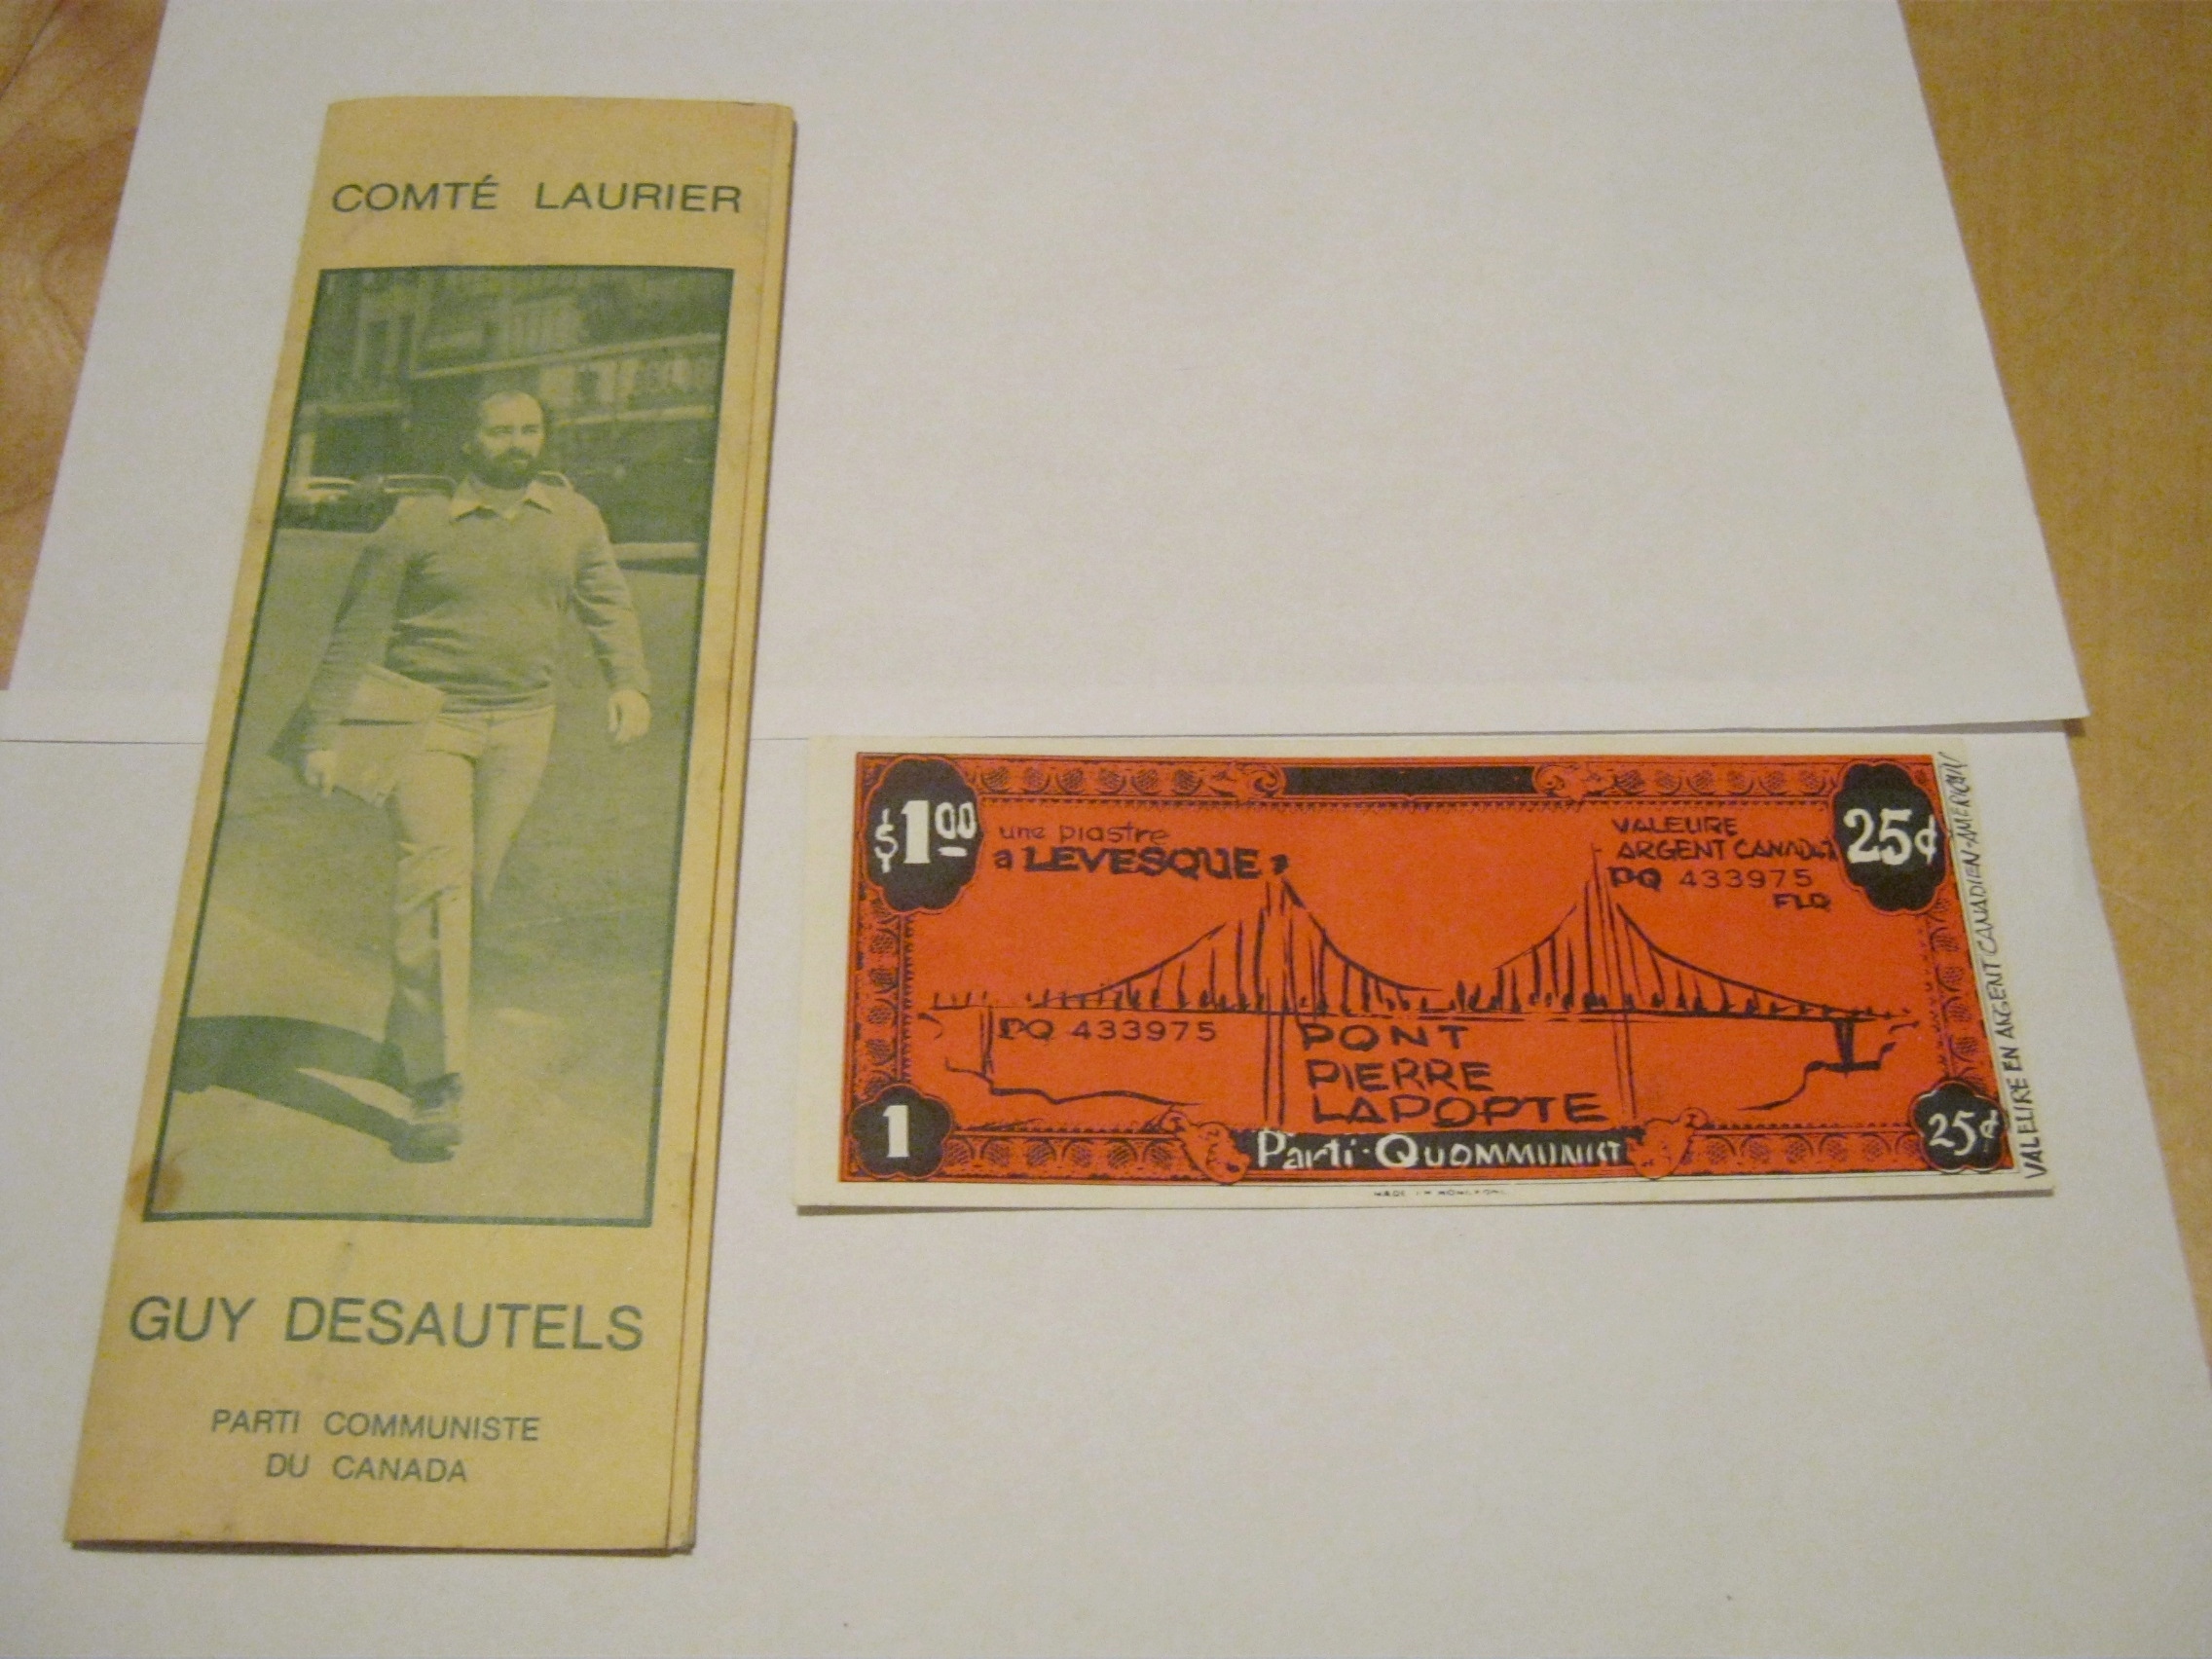 COMTÉ LAURIER
GUY DESAUTELS
PARTI COMMUNISTE
DU CANADA
$1.00
une piastre
a LEVESQUE
VALEURE
ARGENT CANADA
PQ 433975
FLQ
25¢
PQ 433975
PONT
PIERRE
LAPORTE
1
Parti-QUOMMUNIST
25¢
VALEURE EN ARGENT CANADIEN-AMERICAIN